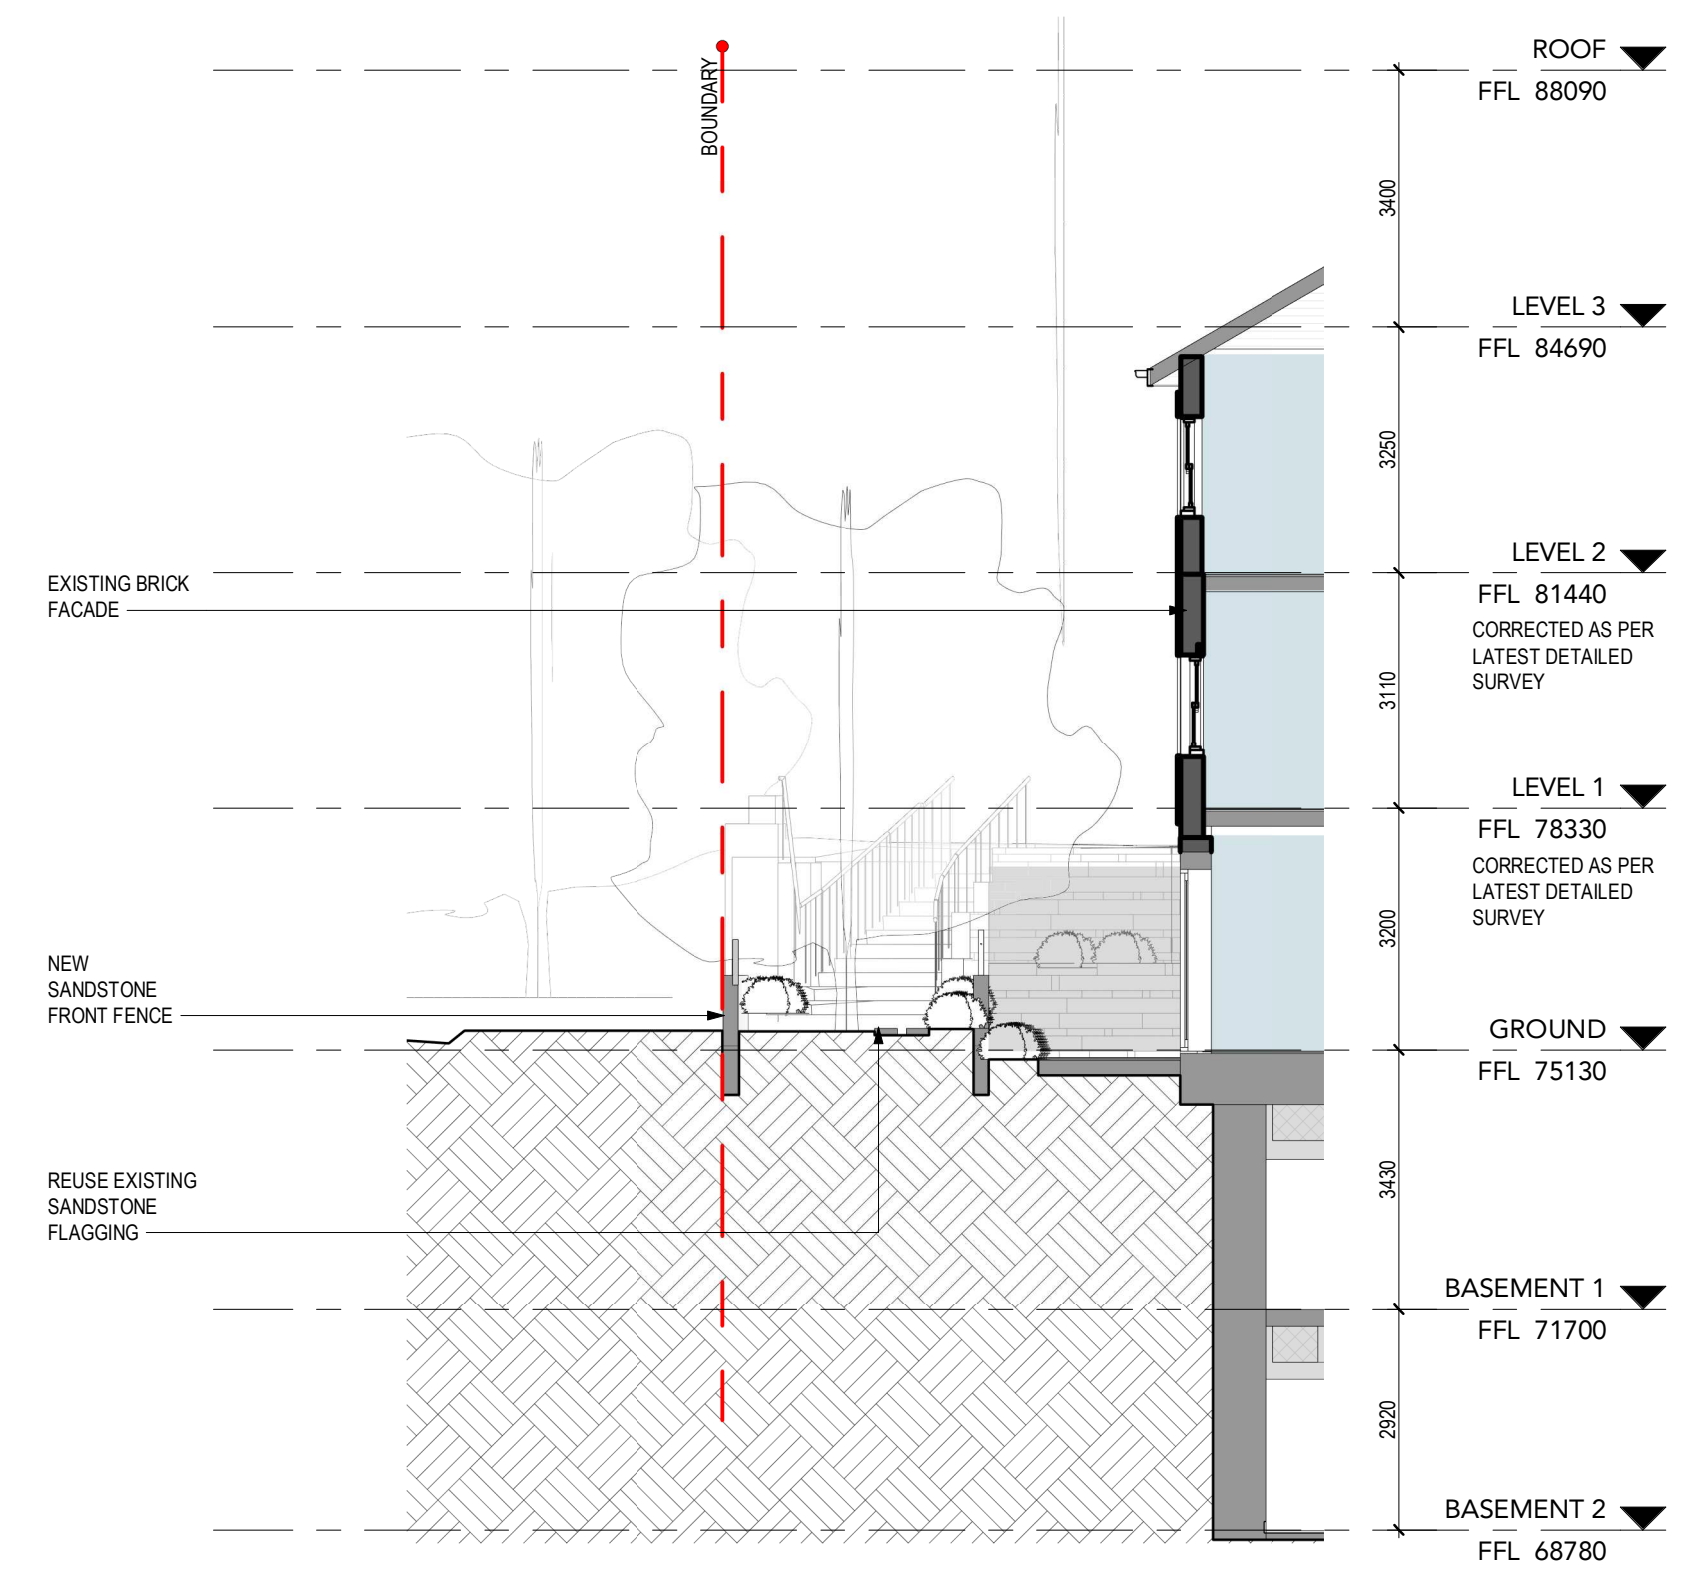 BOUNDARY
ROOF
FFL 88090
3400
LEVEL 3
FFL 84690
3250
LEVEL 2
FFL 81440
CORRECTED AS PER
LATEST DETAILED
SURVEY
EXISTING BRICK
FACADE
3110
LEVEL 1
FFL 78330
CORRECTED AS PER
LATEST DETAILED
SURVEY
3200
NEW
SANDSTONE
FRONT FENCE
GROUND
FFL 75130
3430
REUSE EXISTING
SANDSTONE
FLAGGING
BASEMENT 1
FFL 71700
2920
BASEMENT 2
FFL 68780